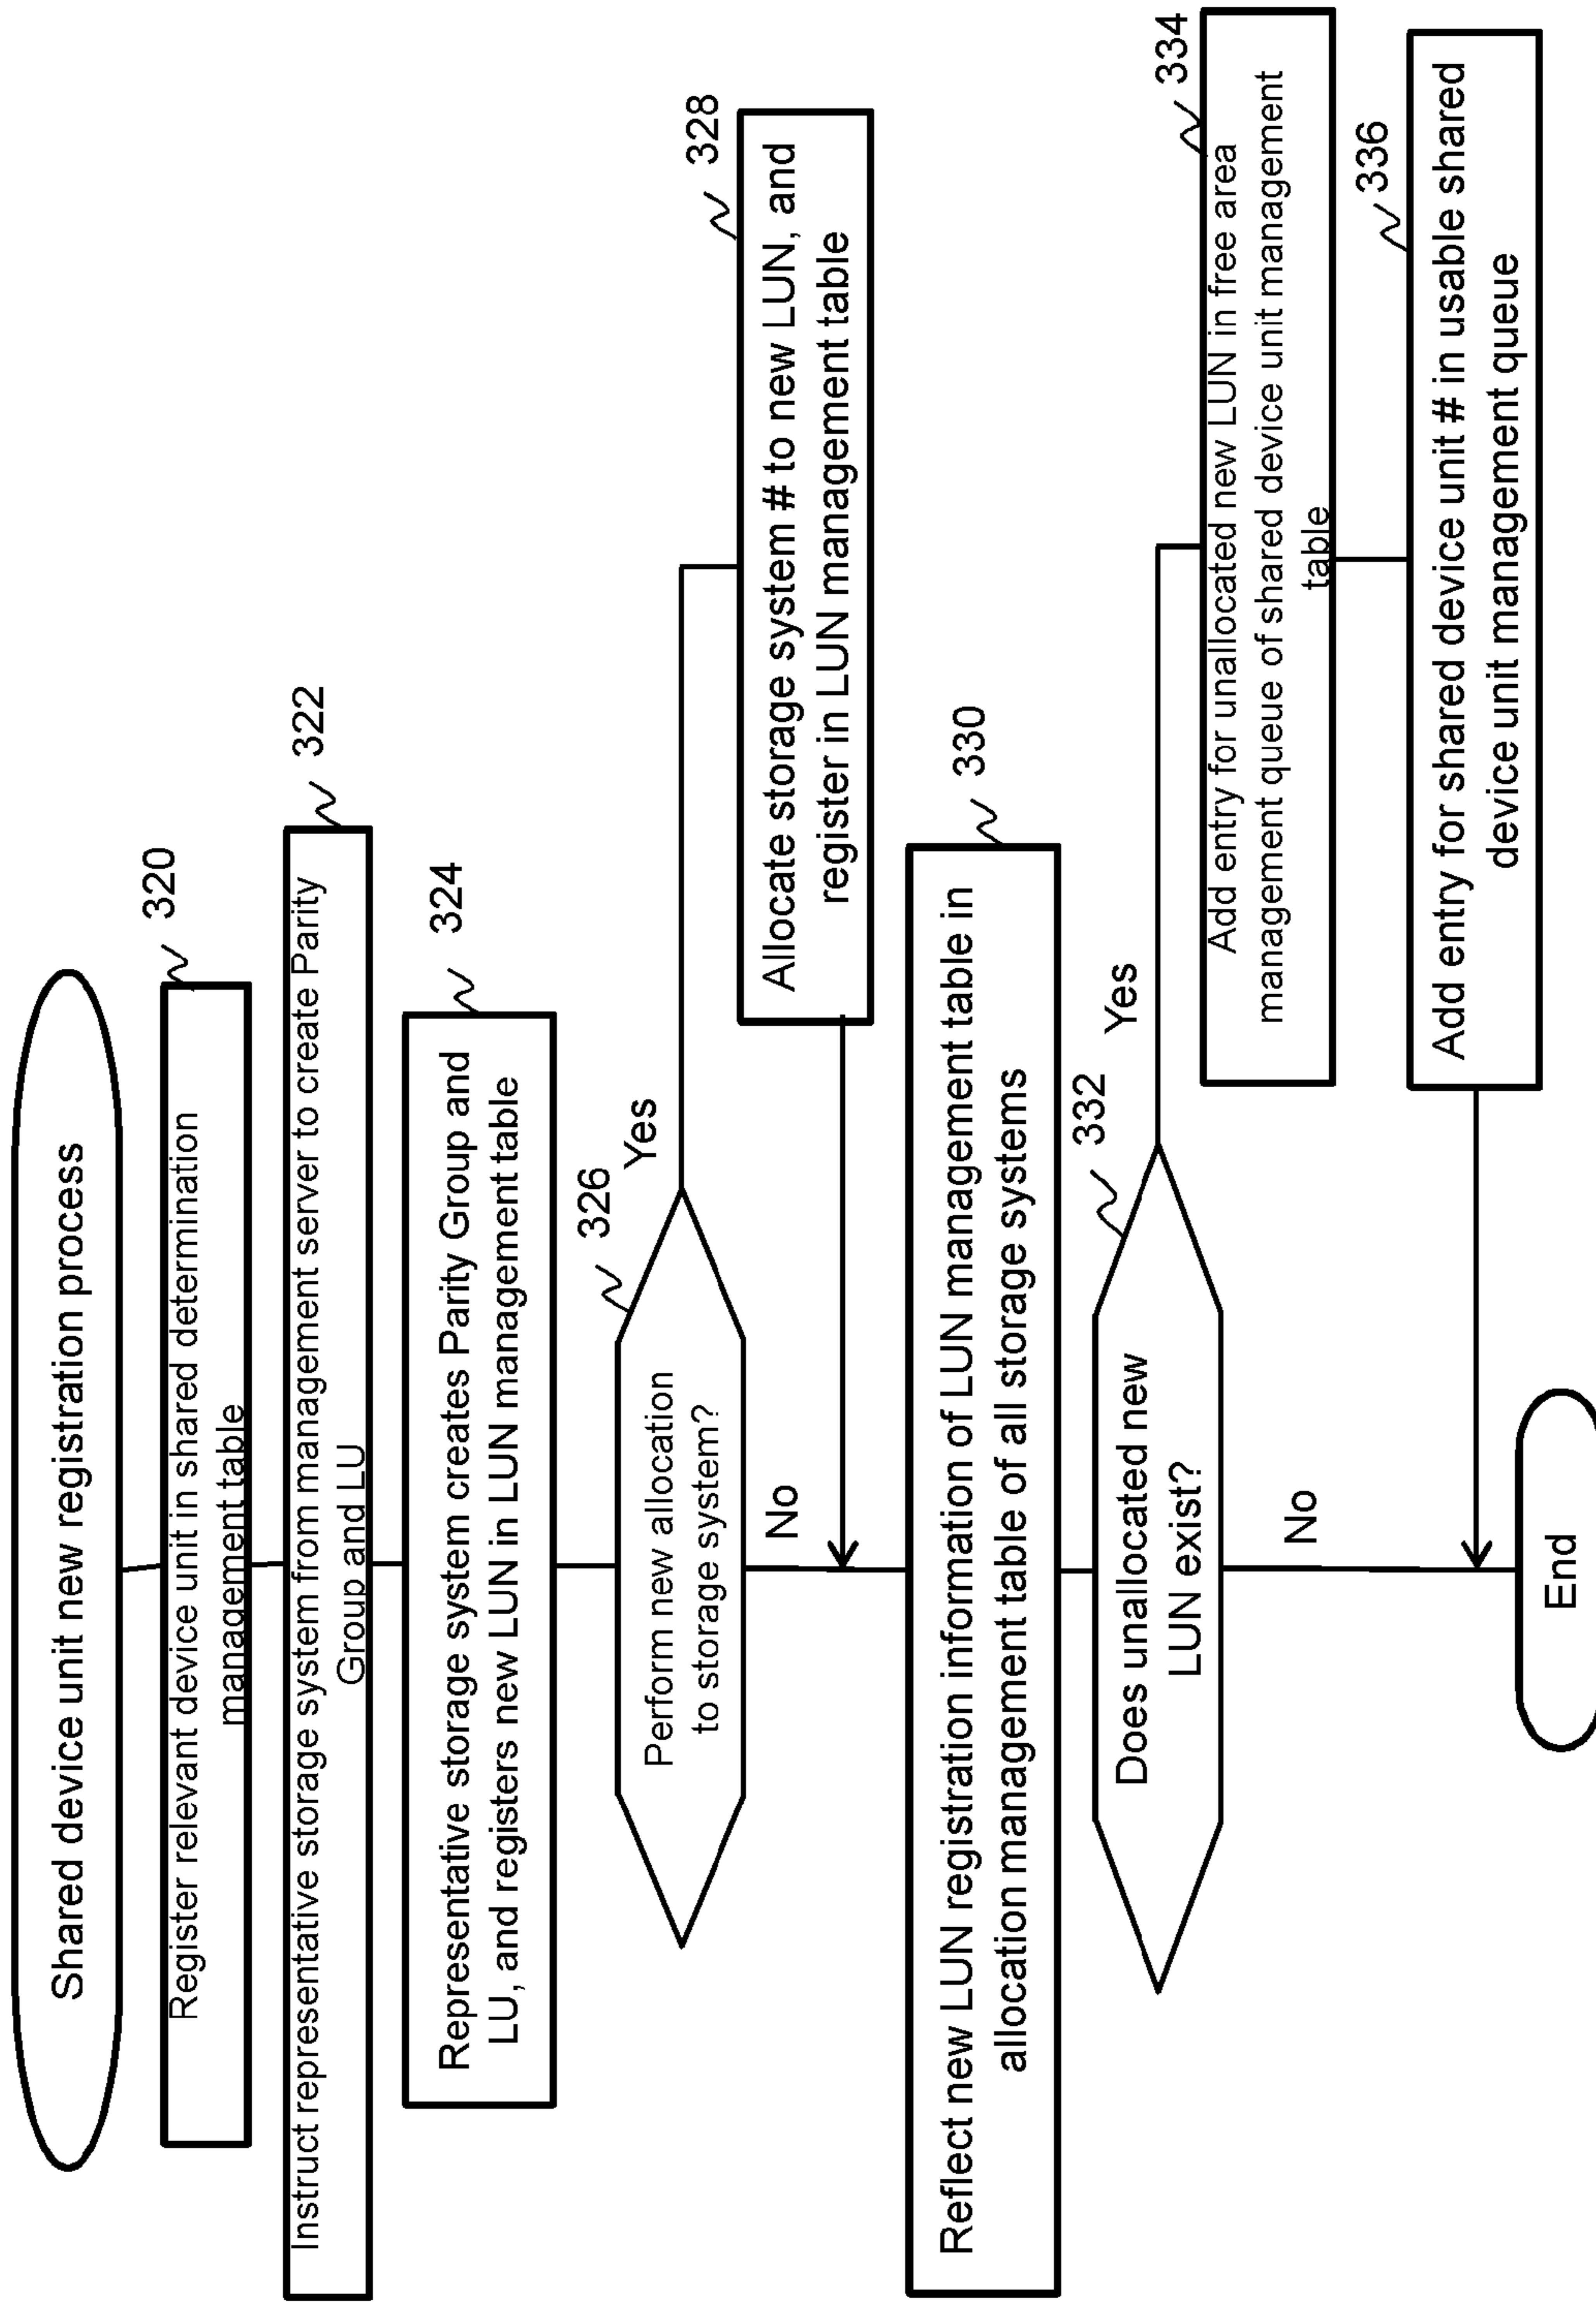 Shared device unit new registration process
320
Register relevant device unit in shared determination
management table
322
Instruct representative storage system from management server to create Parity
Group and LU
324
Representative storage system creates Parity Group and
LU, and registers new LUN in LUN management table
326
Perform new allocation
to storage system?
Yes
No
328
Allocate storage system # to new LUN, and
register in LUN management table
330
Reflect new LUN registration information of LUN management table in
allocation management table of all storage systems
332
Does unallocated new
LUN exist?
Yes
No
334
Add entry for unallocated new LUN in free area
management queue of shared device unit management
table
336
Add entry for shared device unit # in usable shared
device unit management queue
End